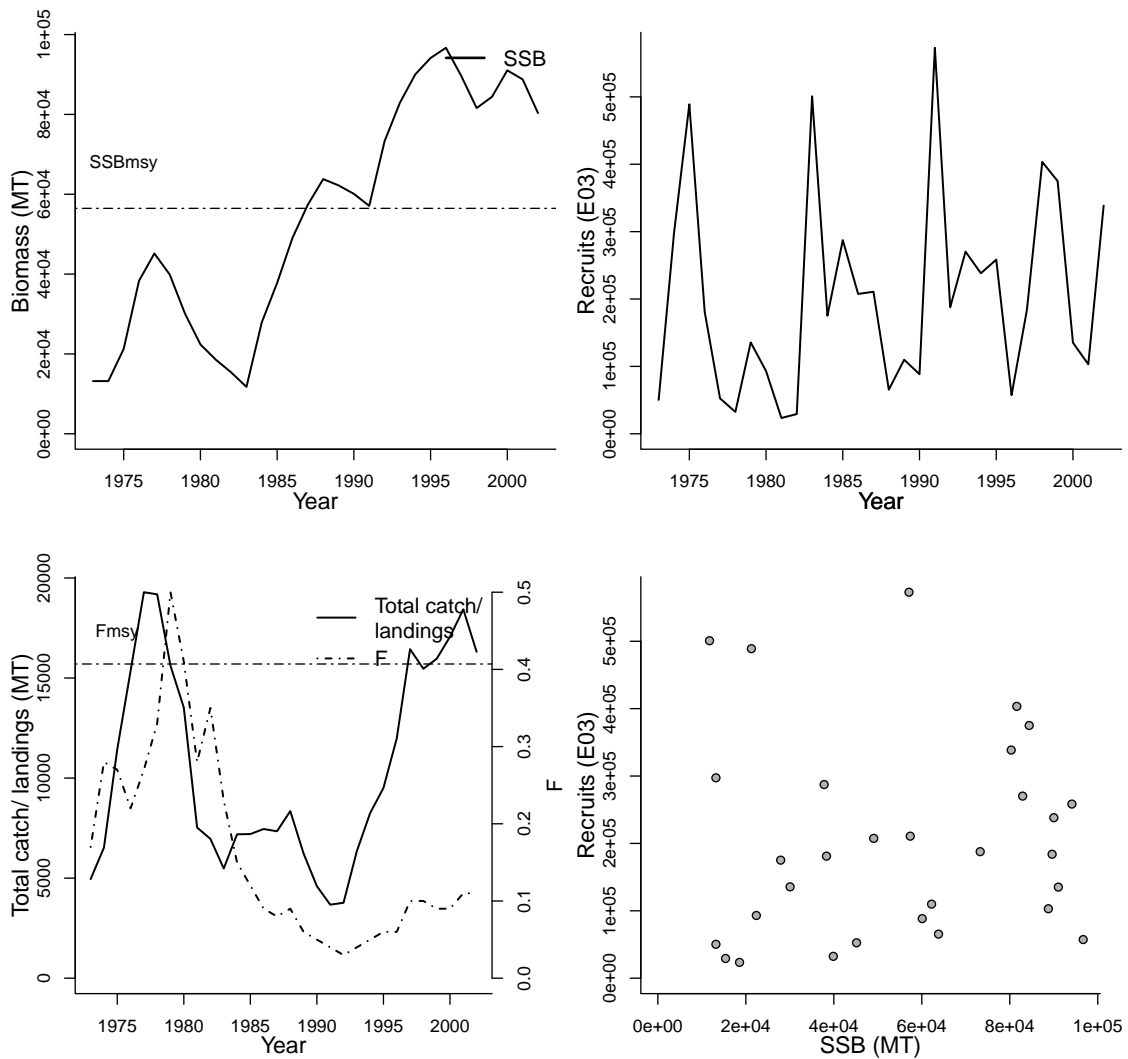 Biomass (MT)
0e+00
2e+04
4e+04
6e+04
8e+04
1e+05
SSB
SSBmsy
1975
1980
1985
1990
1995
2000
Year
Recruits (E03)
0e+00
1e+05
2e+05
3e+05
4e+05
5e+05
1975
1980
1985
1990
1995
2000
Year
Total catch/ landings (MT)
0
5000
10000
15000
20000
Fmsy
Total catch/
landings
F
0.0
0.1
0.2
0.3
0.4
0.5
F
1975
1980
1985
1990
1995
2000
Year
Recruits (E03)
0e+00
1e+05
2e+05
3e+05
4e+05
5e+05
0e+00
2e+04
4e+04
6e+04
8e+04
1e+05
SSB (MT)